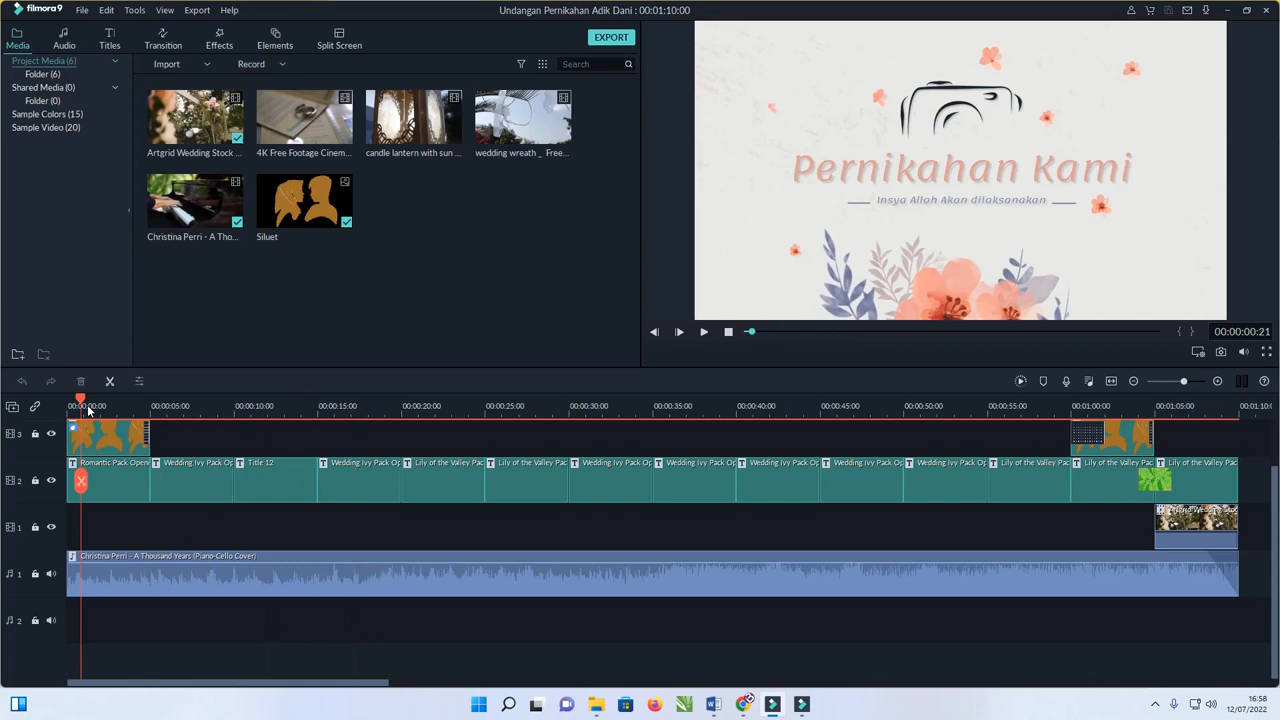 filmora9 File Edit Tools View Export Help Undangan Pernikahan Adik Dani : 00:01:10:00
Media Audio Titles Transition Effects Elements Split Screen EXPORT
Project Media (6)
Folder (6)
Shared Media (0)
Folder (0)
Sample Colors (15)
Sample Video (20)
Import Record Search
Artgrid Wedding Stock ... 4K Free Footage Cinem... candle lantern with sun ... wedding wreath _ Free...
Christina Perri - A Tho... Siluet
Pernikahan Kami
Insya Allah Akan dilaksanakan
00:00:00:21
00:00:00:00 00:00:05:00 00:00:10:00 00:00:15:00 00:00:20:00 00:00:25:00 00:00:30:00 00:00:35:00 00:00:40:00 00:00:45:00 00:00:50:00 00:00:55:00 00:01:00:00 00:01:05:00 00:01:10:
3
Romantic Pack Open Wedding Ivy Pack Op Title 12 Wedding Ivy Pack Op Lily of the Valley Pac Lily of the Valley Pac Wedding Ivy Pack Op Wedding Ivy Pack Op Wedding Ivy Pack Op Wedding Ivy Pack Op Wedding Ivy Pack Op Lily of the Valley Pac Lily of the Valley Pac Lily of the Valley Pac
2
Artgrid Wedding Stoc
1
Christina Perri - A Thousand Years (Piano-Cello Cover)
1
2
16:58
12/07/2022